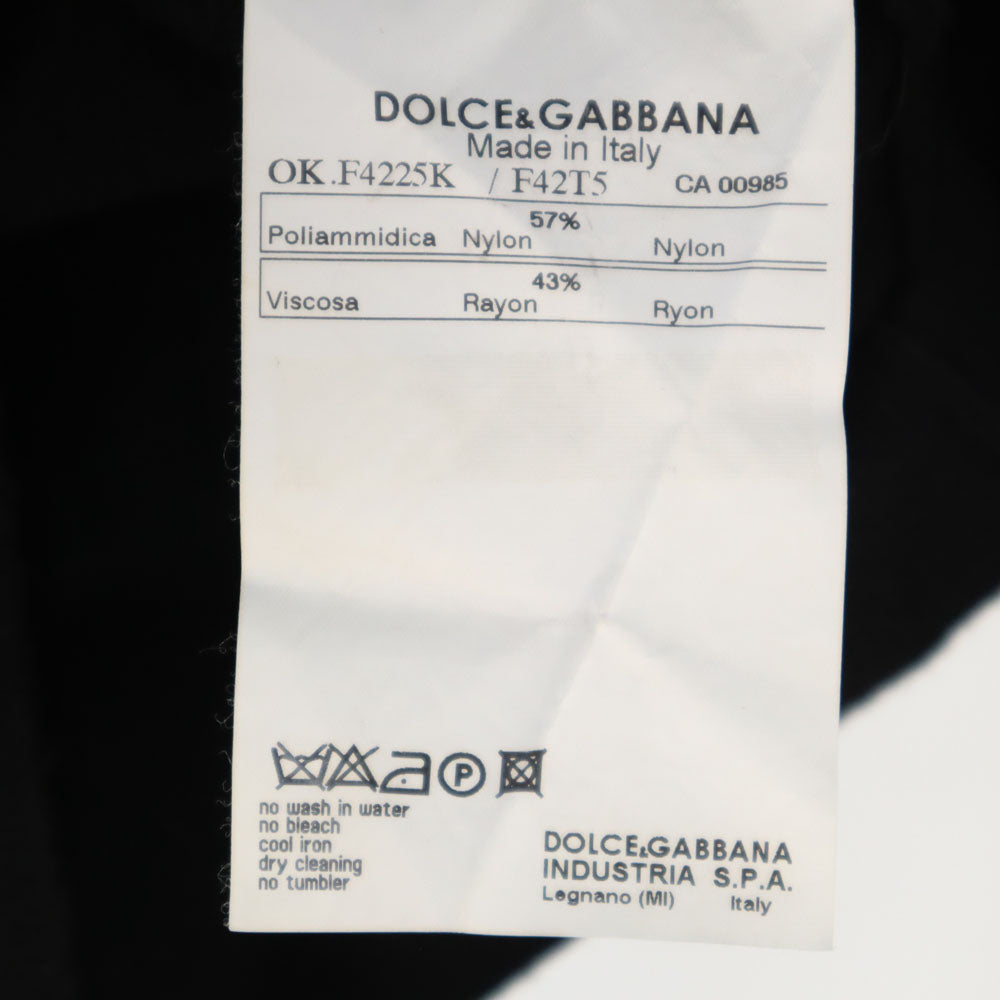 DOLCE&GABBANA
Made in Italy
OK.F4225K / F42T5 CA 00985
57%
Poliammidica Nylon Nylon
43%
Viscosa Rayon Ryon
P
no wash in water
no bleach
cool iron
dry cleaning
no tumbler
DOLCE&GABBANA
INDUSTRIA S.P.A.
Legnano (MI) Italy